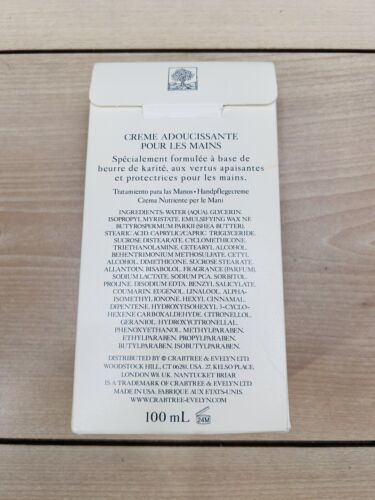 CREME ADOUCISSANTE
POUR LES MAINS
Spécialement formulée à base de
beurre de karité, aux vertus apaisantes
et protectrices pour les mains.
Tratamiento para las Manos · Handpflegecreme
Crema Nutriente per le Mani
INGREDIENTS: WATER (AQUA), GLYCERIN,
ISOPROPYL MYRISTATE, EMULSIFYING WAX NF,
BUTYROSPERMUM PARKII (SHEA BUTTER),
STEARIC ACID, CAPRYLIC/CAPRIC TRIGLYCERIDE,
SUCROSE DISTEARATE, CYCLOMETHICONE,
TRIETHANOLAMINE, CETEARYL ALCOHOL,
BEHENTRIMONIUM METHOSULFATE, CETYL
ALCOHOL, DIMETHICONE, SUCROSE STEARATE,
ALLANTOIN, BISABOLOL, FRAGRANCE (PARFUM),
SODIUM LACTATE, SODIUM PCA, SORBITOL,
PROLINE, DISODIUM EDTA, BENZYL SALICYLATE,
COUMARIN, EUGENOL, LINALOOL, ALPHA-
ISOMETHYL IONONE, HEXYL CINNAMAL,
DIPENTENE, HYDROXYISOHEXYL 3-CYCLO-
HEXENE CARBOXALDEHYDE, CITRONELLOL,
GERANIOL, HYDROXYCITRONELLAL,
PHENOXYETHANOL, METHYLPARABEN,
ETHYLPARABEN, PROPYLPARABEN,
BUTYLPARABEN, ISOBUTYLPARABEN.
DISTRIBUTED BY © CRABTREE & EVELYN LTD
WOODSTOCK HILL, CT 06281, USA. 27, KELSO PLACE,
LONDON W8, UK. NANTUCKET BRIAR
IS A TRADEMARK OF CRABTREE & EVELYN LTD.
MADE IN USA. FABRIQUE AUX ETATS-UNIS.
WWW.CRABTREE-EVELYN.COM
100 mL 24M